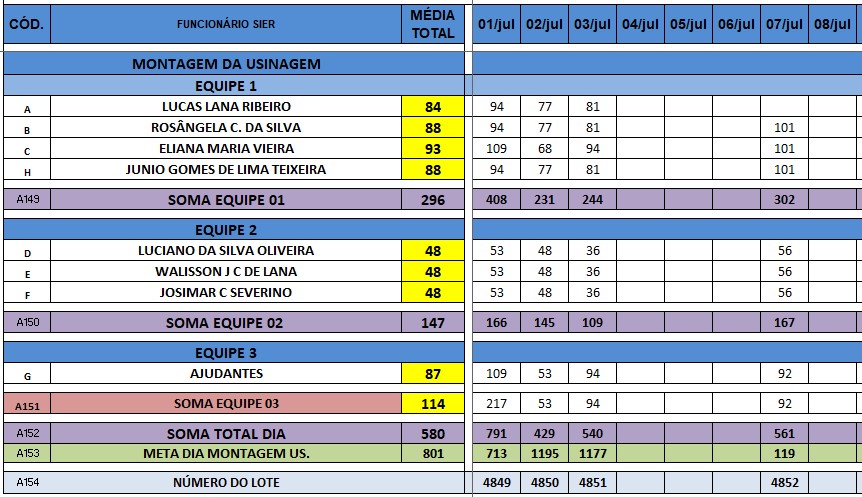 CÓD. FUNCIONÁRIO SIER MÉDIA TOTAL 01/jul 02/jul 03/jul 04/jul 05/jul 06/jul 07/jul 08/jul
MONTAGEM DA USINAGEM
EQUIPE 1
A LUCAS LANA RIBEIRO 84 94 77 81
B ROSÂNGELA C. DA SILVA 88 94 77 81 101
C ELIANA MARIA VIEIRA 93 109 68 94 101
H JUNIO GOMES DE LIMA TEIXEIRA 88 94 77 81 101
A149 SOMA EQUIPE 01 296 408 231 244 302
EQUIPE 2
D LUCIANO DA SILVA OLIVEIRA 48 53 48 36 56
E WALISSON J C DE LANA 48 53 48 36 56
F JOSIMAR C SEVERINO 48 53 48 36 56
A150 SOMA EQUIPE 02 147 166 145 109 167
EQUIPE 3
G AJUDANTES 87 109 53 94 92
A151 SOMA EQUIPE 03 114 217 53 94 92
A152 SOMA TOTAL DIA 580 791 429 540 561
A153 META DIA MONTAGEM US. 801 713 1195 1177 119
A154 NÚMERO DO LOTE 4849 4850 4851 4852